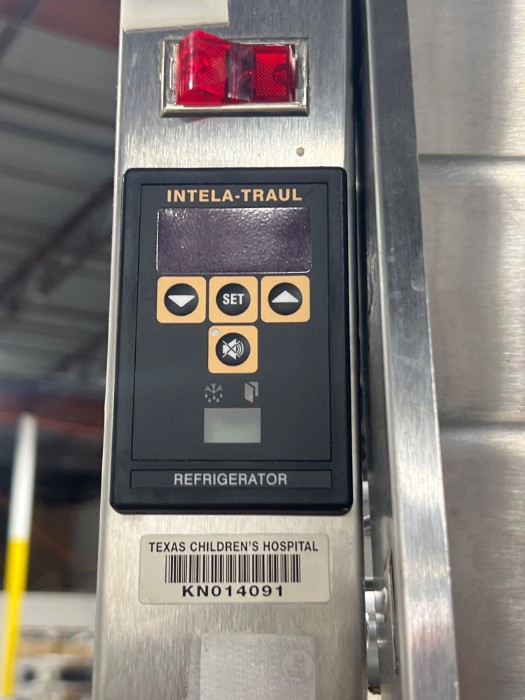 INTELA-TRAUL
SET
REFRIGERATOR
TEXAS CHILDREN'S HOSPITAL
KN014091